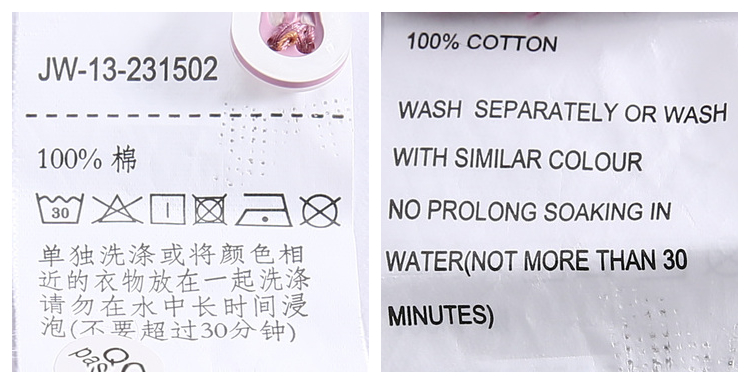 JW-13-231502
100% 棉
30
单独洗涤或将颜色相
近的衣物放在一起洗涤
请勿在水中长时间浸
泡(不要超过30分钟)
QC
pas
100% COTTON
WASH SEPARATELY OR WASH
WITH SIMILAR COLOUR
NO PROLONG SOAKING IN
WATER(NOT MORE THAN 30
MINUTES)